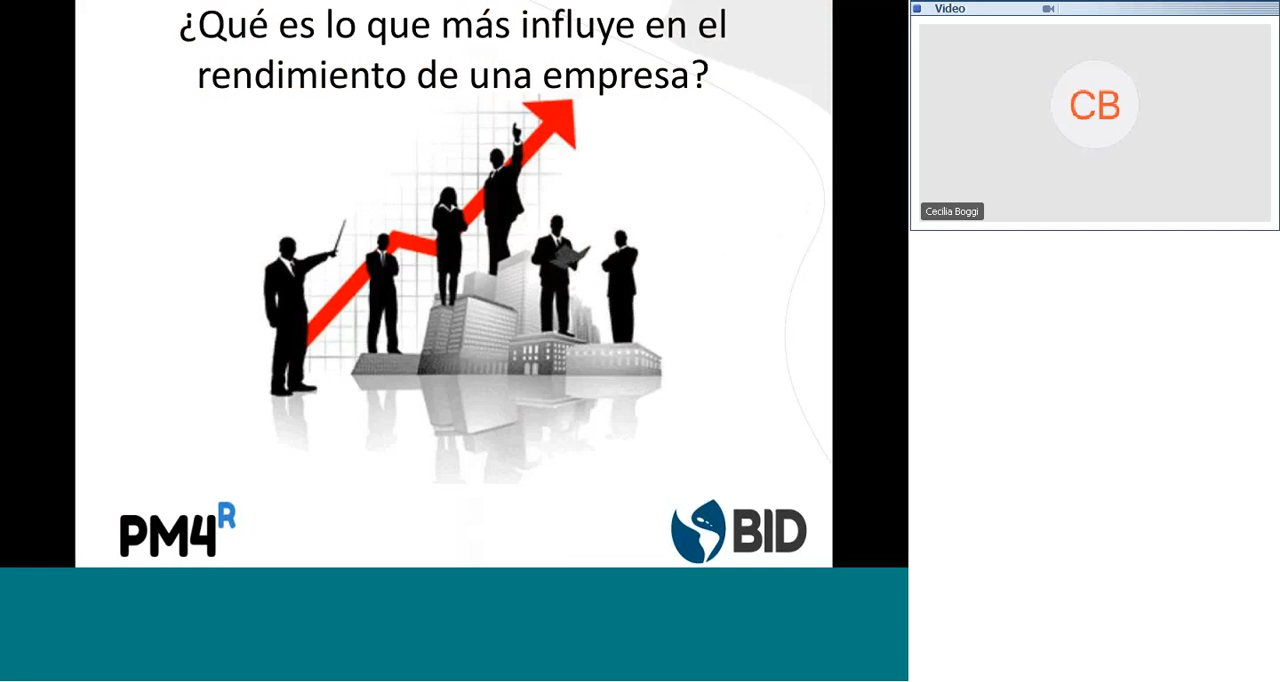 ¿Qué es lo que más influye en el
rendimiento de una empresa?
PM4R
BID
Video
CB
Cecilia Boggi